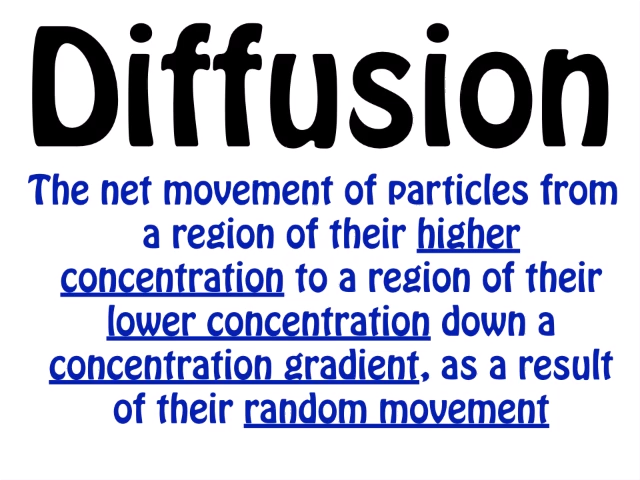 Diffusion
The net movement of particles from
a region of their higher
concentration to a region of their
lower concentration down a
concentration gradient, as a result
of their random movement